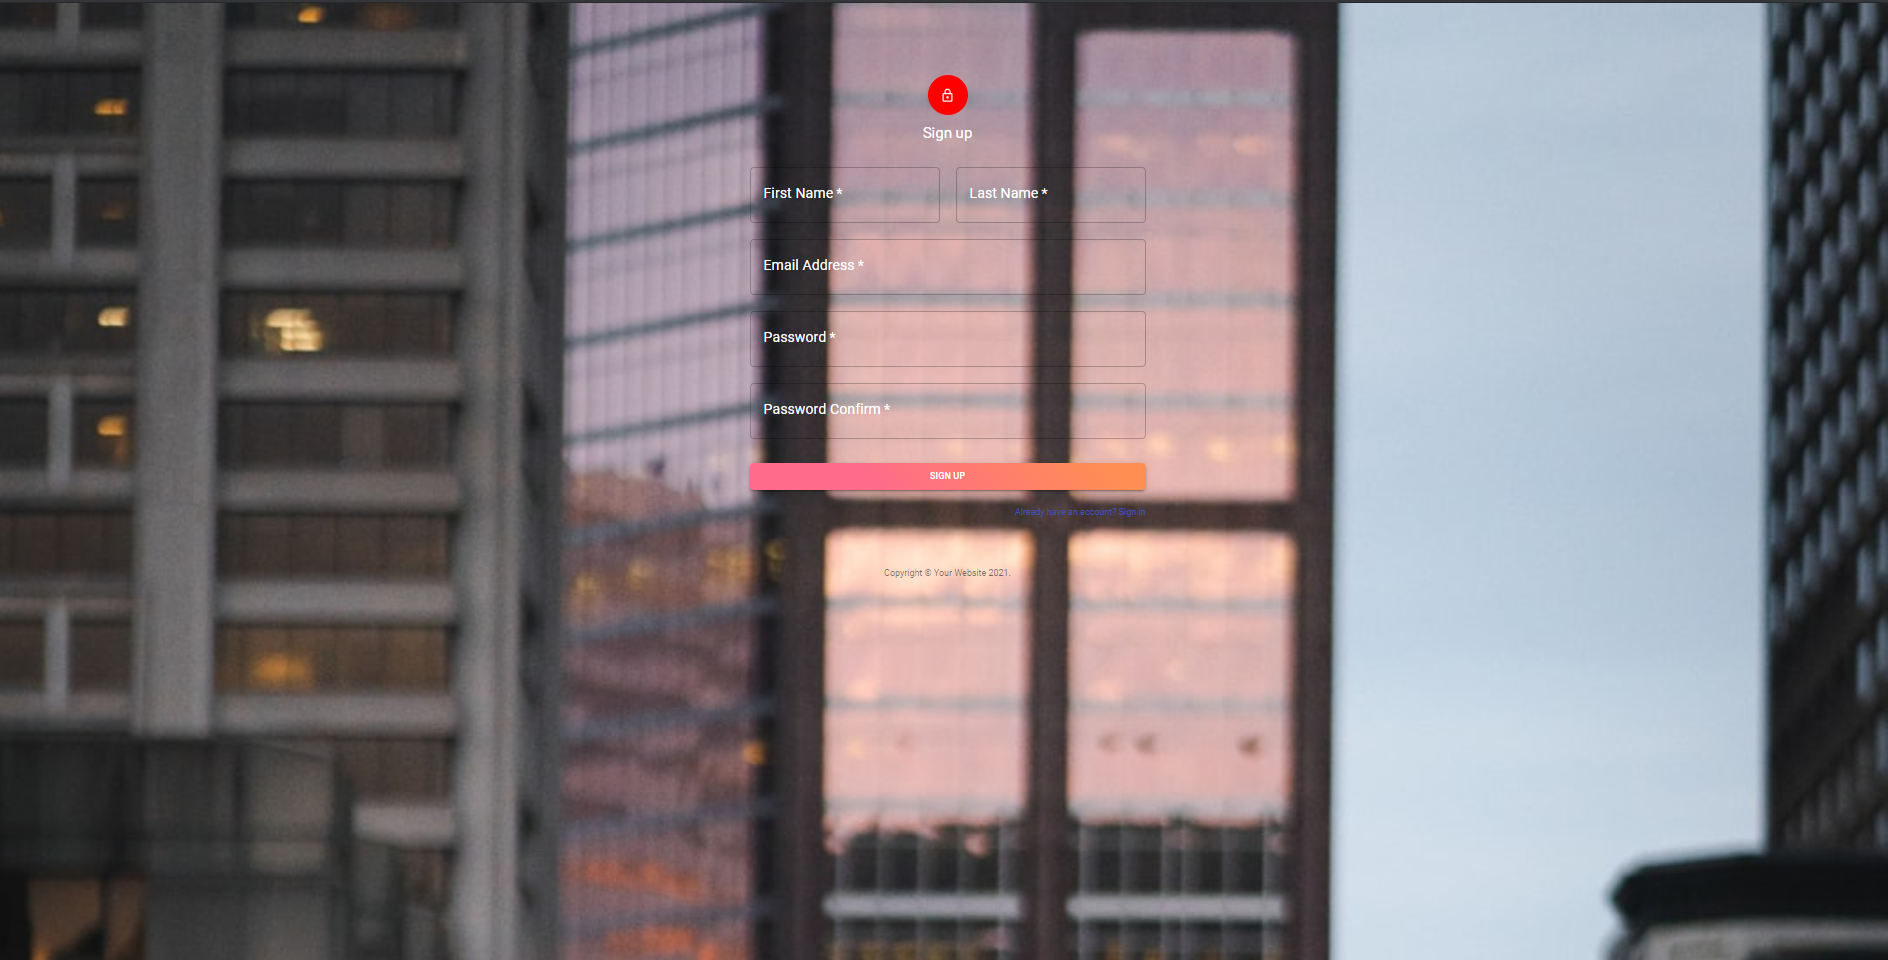 Sign up
First Name *
Last Name *
Email Address *
Password *
Password Confirm *
SIGN UP
Already have an account? Sign in
Copyright © Your Website 2021.